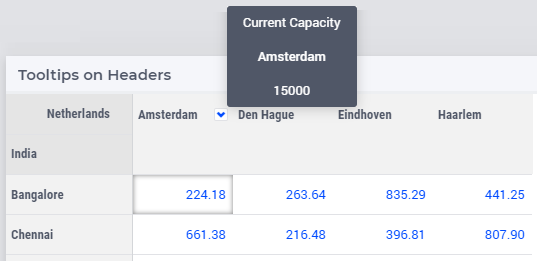 Current Capacity
Amsterdam
15000
Tooltips on Headers
Netherlands Amsterdam Den Hague Eindhoven Haarlem
India
Bangalore 224.18 263.64 835.29 441.25
Chennai 661.38 216.48 396.81 807.90